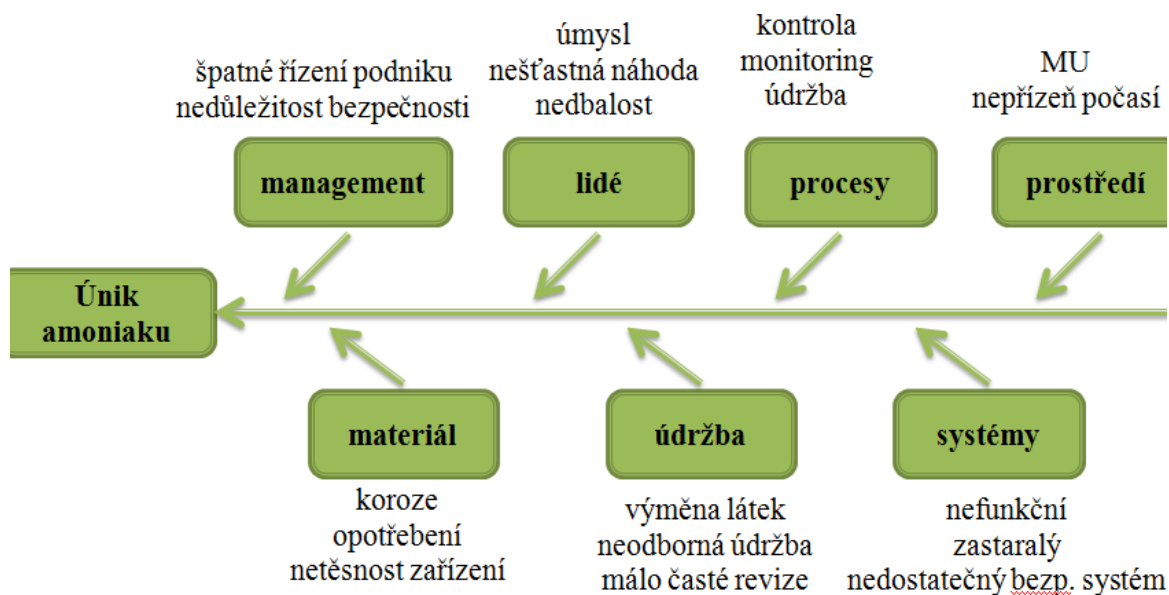 špatné řízení podniku
nedůležitost bezpečnosti
management
úmysl
nešťastná náhoda
nedbalost
lidé
kontrola
monitoring
údržba
procesy
MU
nepřízeň počasí
prostředí
Únik
amoniaku
materiál
koroze
opotřebení
netěsnost zařízení
údržba
výměna látek
neodborná údržba
málo časté revize
systémy
nefunkční
zastaralý
nedostatečný bezp. systém